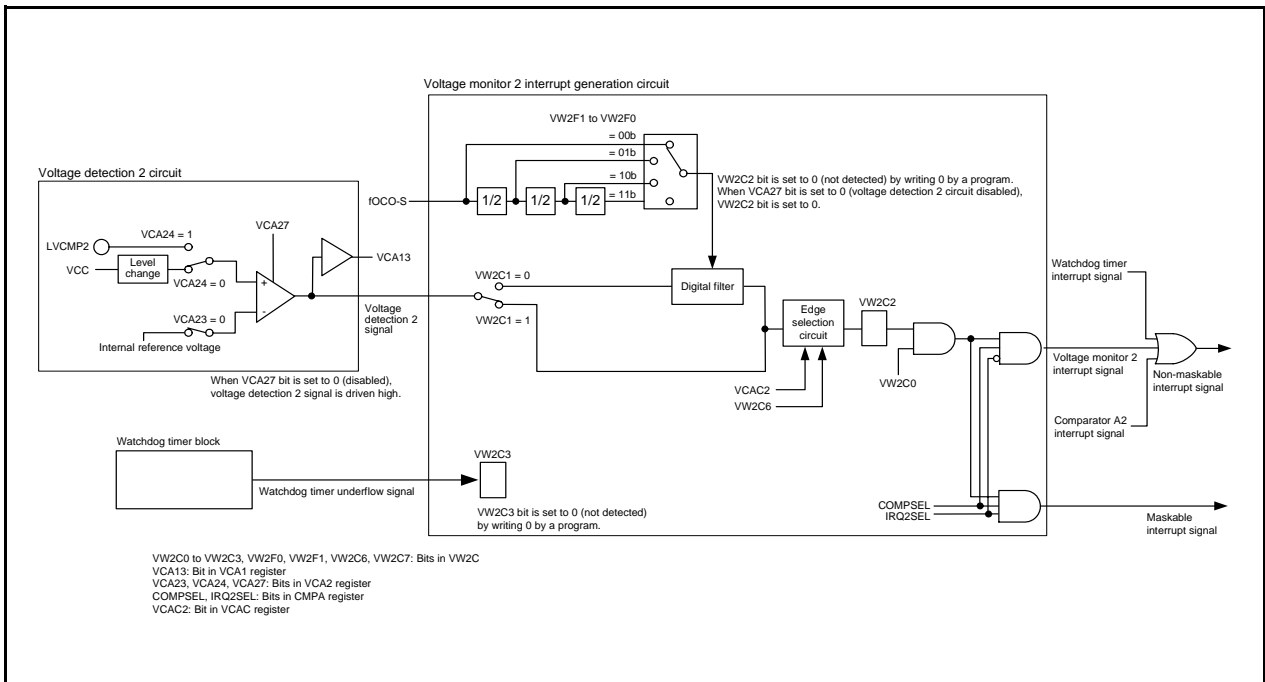 Voltage monitor 2 interrupt generation circuit
VW2F1 to VW2F0
= 00b
= 01b
= 10b
= 11b
fOCO-S
1/2
1/2
1/2
VW2C2 bit is set to 0 (not detected) by writing 0 by a program.
When VCA27 bit is set to 0 (voltage detection 2 circuit disabled),
VW2C2 bit is set to 0.
Voltage detection 2 circuit
VCA27
VCA24 = 1
LVCMP2
VCC
Level
change
VCA24 = 0
+
-
VCA13
VCA23 = 0
Internal reference voltage
Voltage
detection 2
signal
When VCA27 bit is set to 0 (disabled),
voltage detection 2 signal is driven high.
VW2C1 = 0
VW2C1 = 1
Digital filter
Edge
selection
circuit
VW2C2
VCAC2
VW2C6
VW2C0
Watchdog timer
interrupt signal
Voltage monitor 2
interrupt signal
Non-maskable
interrupt signal
Comparator A2
interrupt signal
Watchdog timer block
Watchdog timer underflow signal
VW2C3
VW2C3 bit is set to 0 (not detected)
by writing 0 by a program.
COMPSEL
IRQ2SEL
Maskable
interrupt signal
VW2C0 to VW2C3, VW2F0, VW2F1, VW2C6, VW2C7: Bits in VW2C
VCA13: Bit in VCA1 register
VCA23, VCA24, VCA27: Bits in VCA2 register
COMPSEL, IRQ2SEL: Bits in CMPA register
VCAC2: Bit in VCAC register